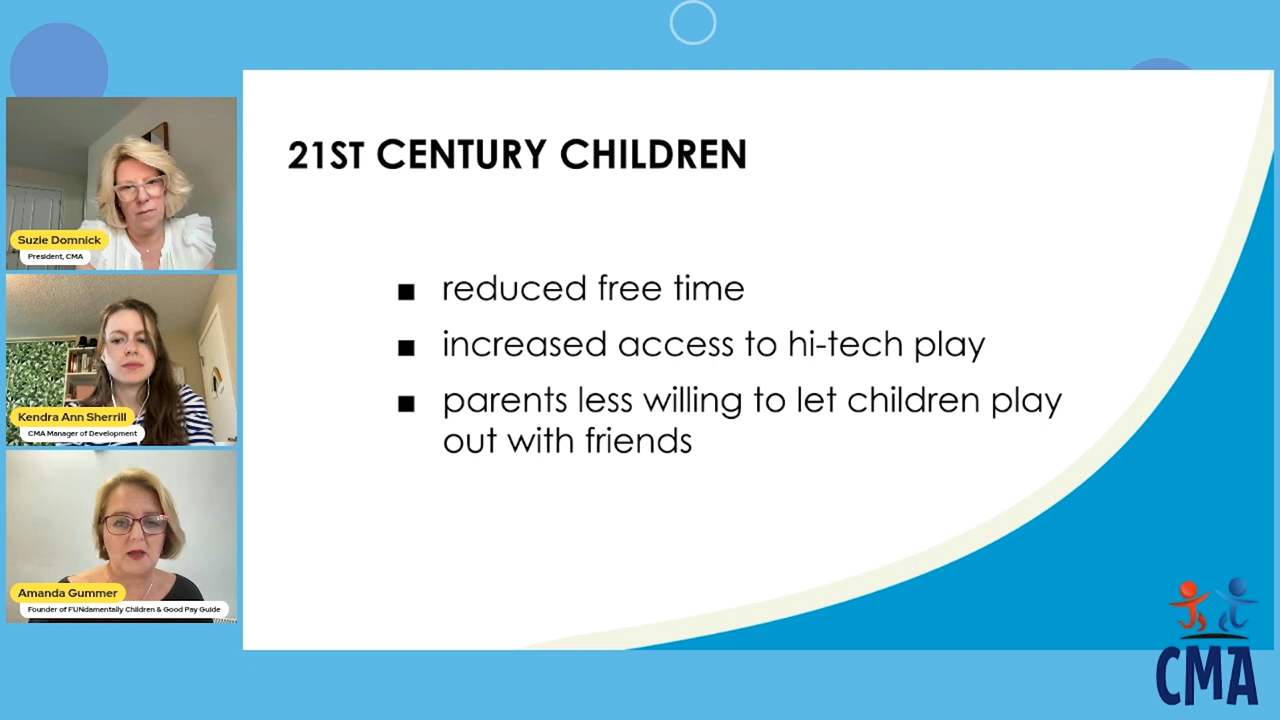 21ST CENTURY CHILDREN
■ reduced free time
■ increased access to hi-tech play
■ parents less willing to let children play
out with friends
Suzie Domnick
President, CMA
Kendra Ann Sherrill
CMA Manager of Development
Amanda Gummer
Founder of FUNdamentally Children & Good Pay Guide
CMA